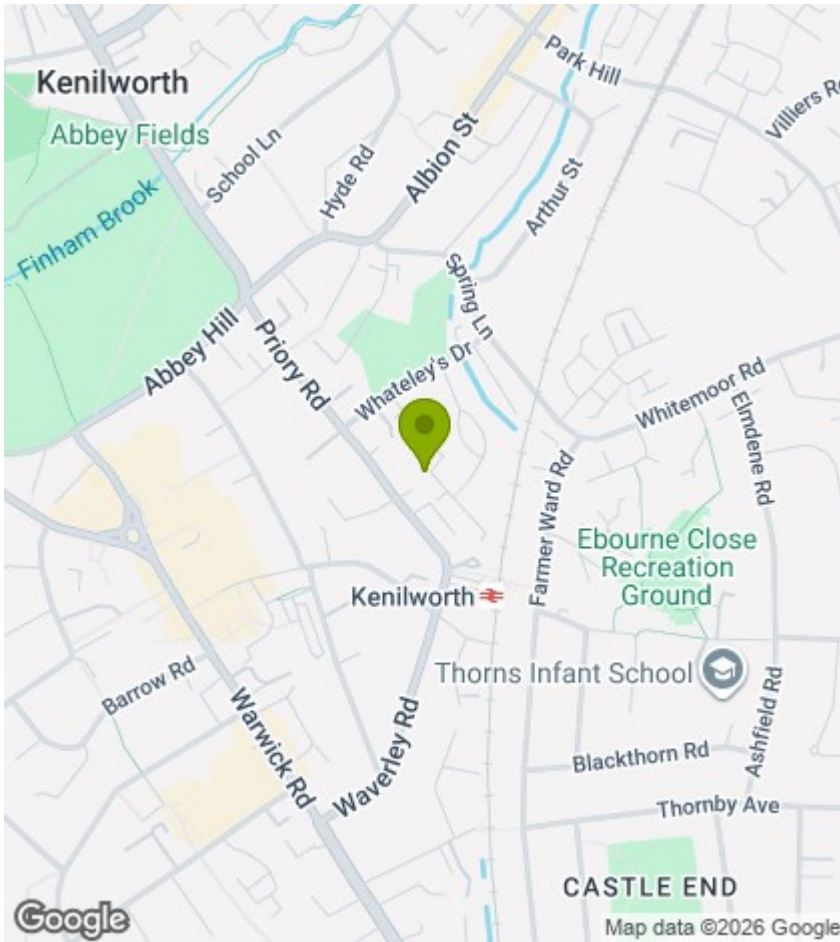 Kenilworth
Abbey Fields
Finham Brook
School Ln
Hyde Rd
Albion St
Park Hill
Villiers Ro
Arthur St
Spring Ln
Abbey Hill
Priory Rd
Whateley's Dr
Whitemoor Rd
Elmdene Rd
Farmer Ward Rd
Ebourne Close
Recreation
Ground
Kenilworth
Thorns Infant School
Barrow Rd
Warwick Rd
Waverley Rd
Blackthorn Rd
Ashfield Rd
Thornby Ave
CASTLE END
Google
Map data ©2026 Google